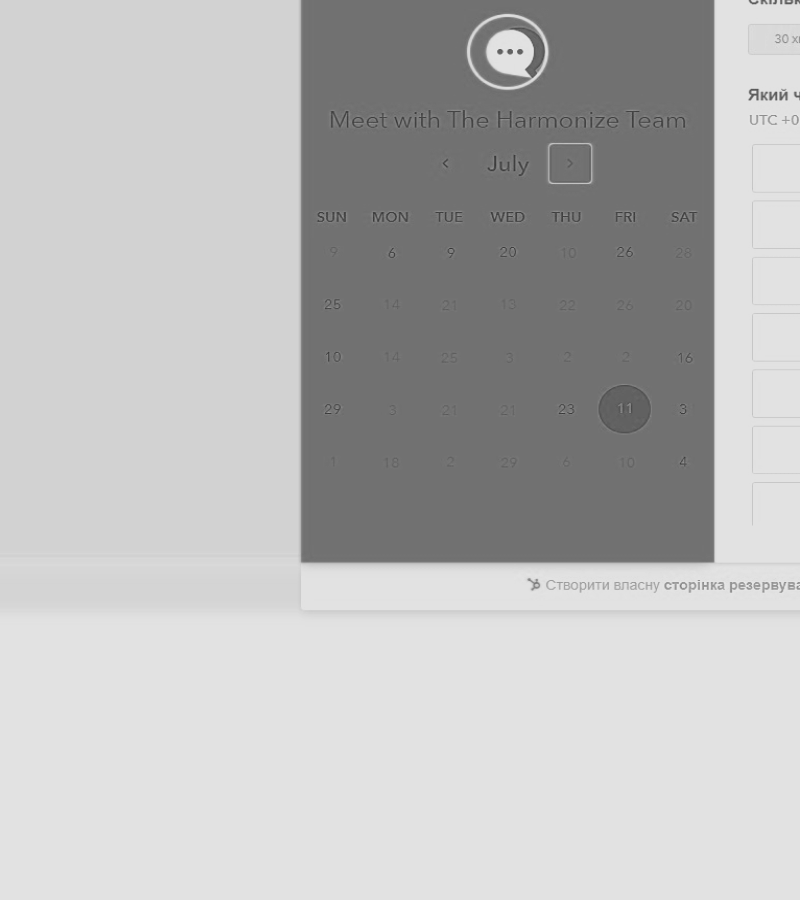 Meet with The Harmonize Team
July
SUN MON TUE WED THU FRI SAT
9 6 9 20 10 26 28
25 14 21 13 22 26 20
10 14 25 3 2 2 16
29 3 21 21 23 11 3
1 18 2 29 6 10 4
30
Який
UTC +0
Створити власну сторінка